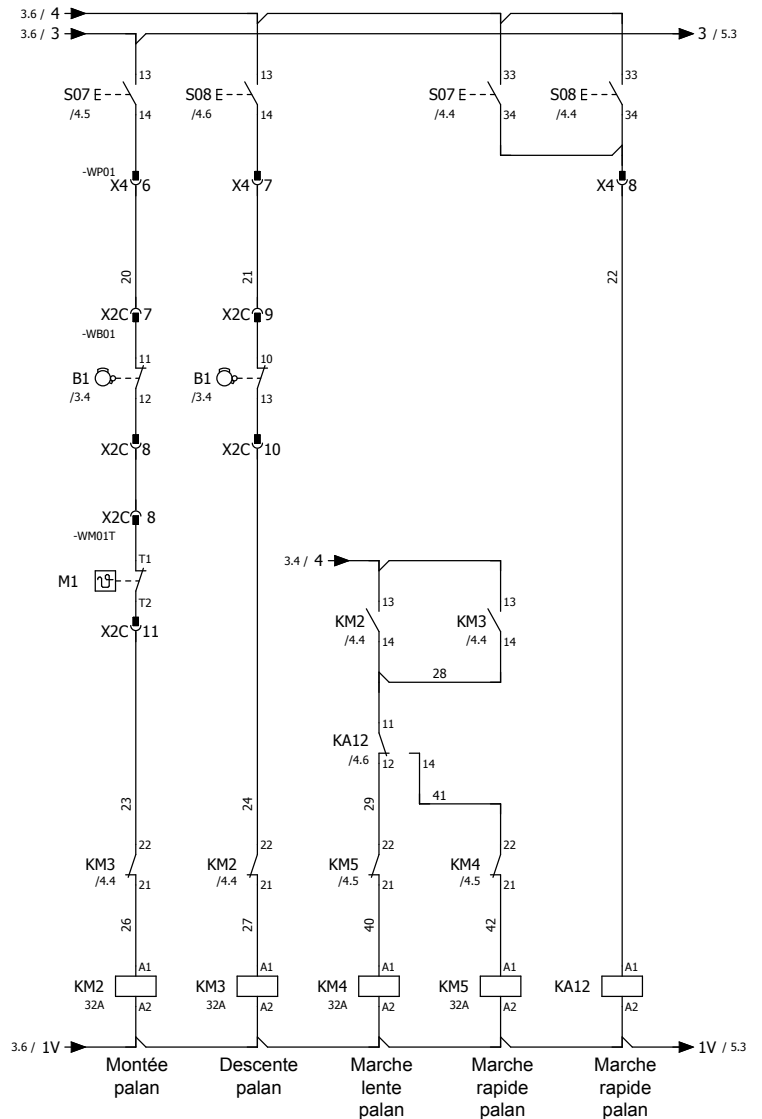 3.6 / 4
3.6 / 3
3 / 5.3
13
13
33
33
S07 E
S08 E
S07 E
S08 E
/4.5
14
/4.6
14
/4.4
34
/4.4
34
-WP01
X4 6
X4 7
X4 8
20
21
22
X2C 7
X2C 9
-WB01
11
10
B1
B1
/3.4
12
/3.4
13
X2C 8
X2C 10
X2C 8
-WM01T
3.4 / 4
T1
M1
ϑ
T2
13
13
KM2
KM3
/4.4
14
/4.4
14
X2C 11
28
11
KA12
/4.6
12
14
41
23
24
29
22
22
22
22
KM3
KM2
KM5
KM4
/4.4
21
/4.4
21
/4.5
21
/4.5
21
26
27
40
42
A1
A1
A1
A1
A1
KM2
KM3
KM4
KM5
KA12
32A
A2
32A
A2
32A
A2
32A
A2
A2
3.6 / 1V
1V / 5.3
Montée
palan
Descente
palan
Marche
lente
palan
Marche
rapide
palan
Marche
rapide
palan